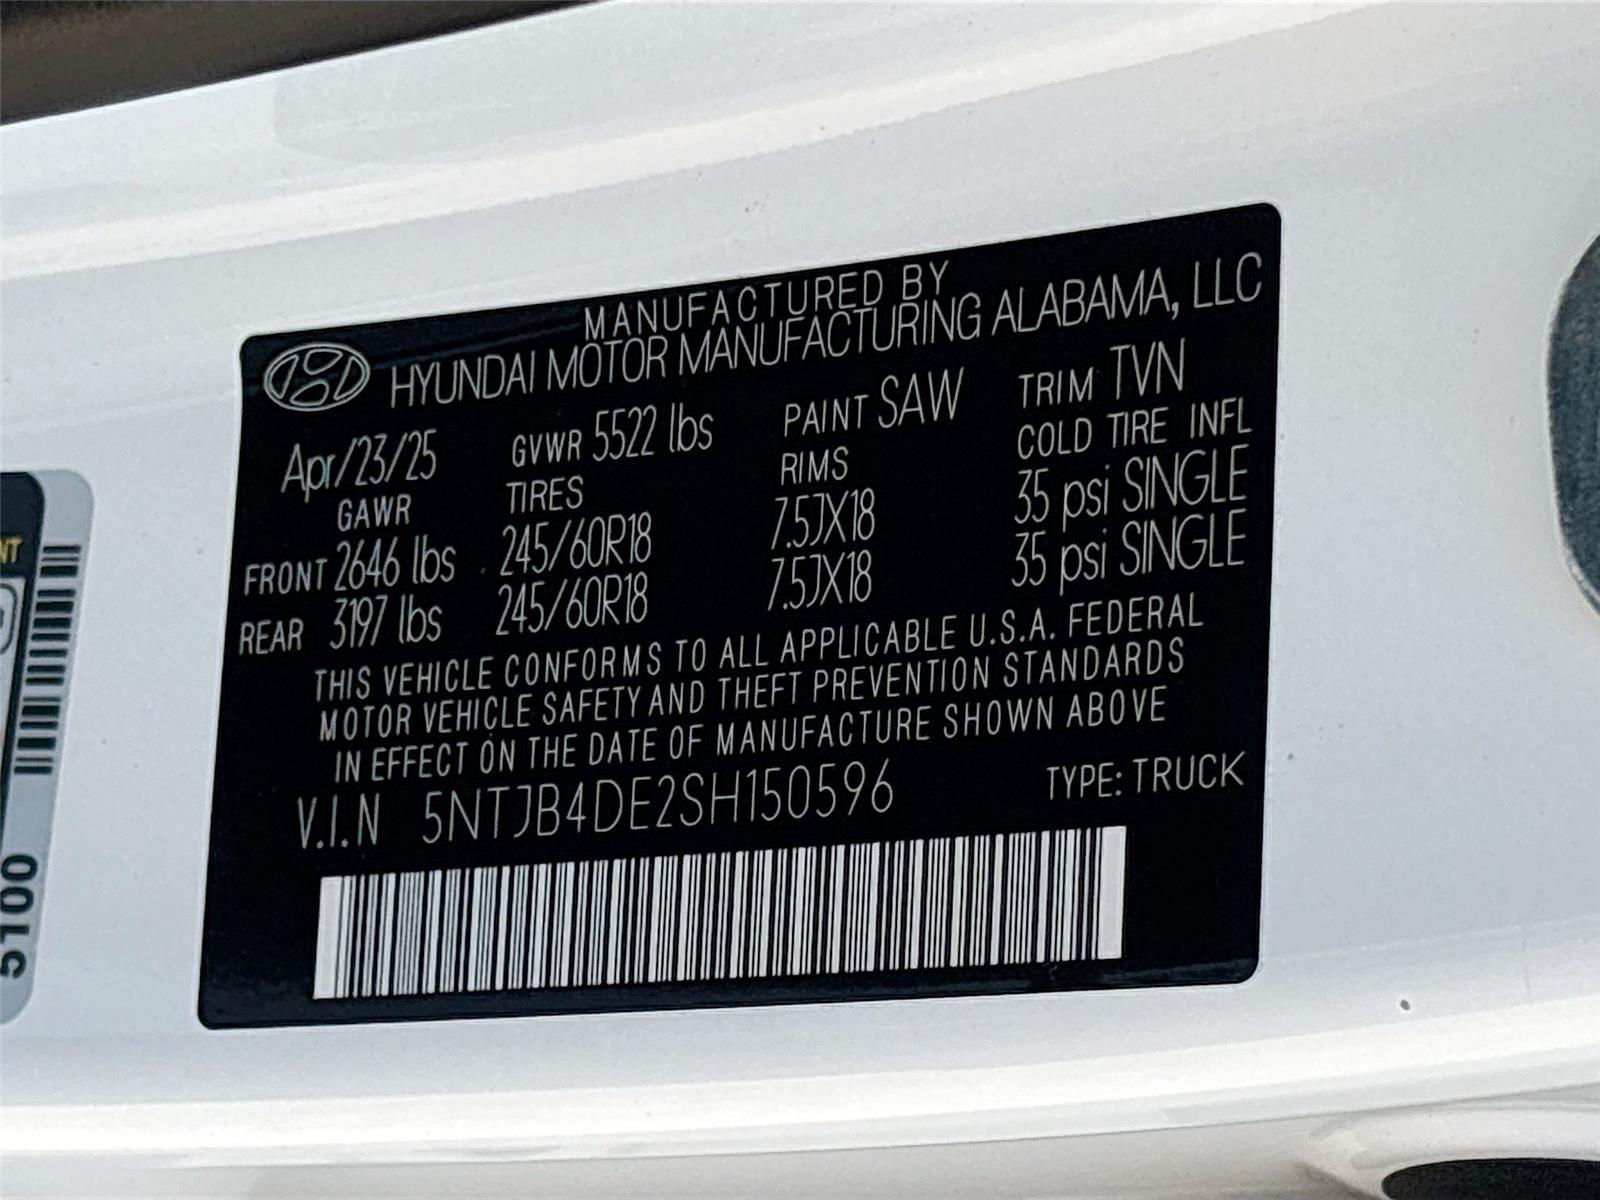 MANUFACTURED BY
HYUNDAI MOTOR MANUFACTURING ALABAMA, LLC
Apr/23/25 GVWR 5522 lbs PAINT SAW TRIM TVN
GAWR TIRES RIMS COLD TIRE INFL
FRONT 2646 lbs 245/60R18 7.5JX18 35 psi SINGLE
REAR 3197 lbs 245/60R18 7.5JX18 35 psi SINGLE
THIS VEHICLE CONFORMS TO ALL APPLICABLE U.S.A. FEDERAL
MOTOR VEHICLE SAFETY AND THEFT PREVENTION STANDARDS
IN EFFECT ON THE DATE OF MANUFACTURE SHOWN ABOVE
V.I.N 5NTJB4DE2SH150596 TYPE: TRUCK
5100